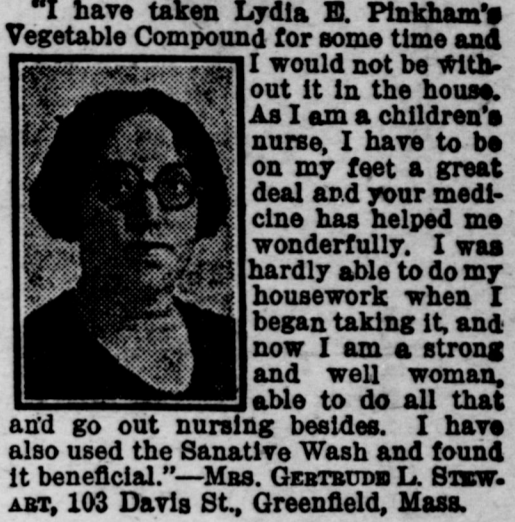 "I have taken Lydia E. Pinkham's
Vegetable Compound for some time and
I would not be with-
out it in the house.
As I am a children's
nurse, I have to be
on my feet a great
deal and your medi-
cine has helped me
wonderfully. I was
hardly able to do my
housework when I
began taking it, and
now I am a strong
and well woman,
able to do all that
and go out nursing besides. I have
also used the Sanative Wash and found
it beneficial."—MRS. GERTRUDE L. STEW-
ART, 103 Davis St., Greenfield, Mass.